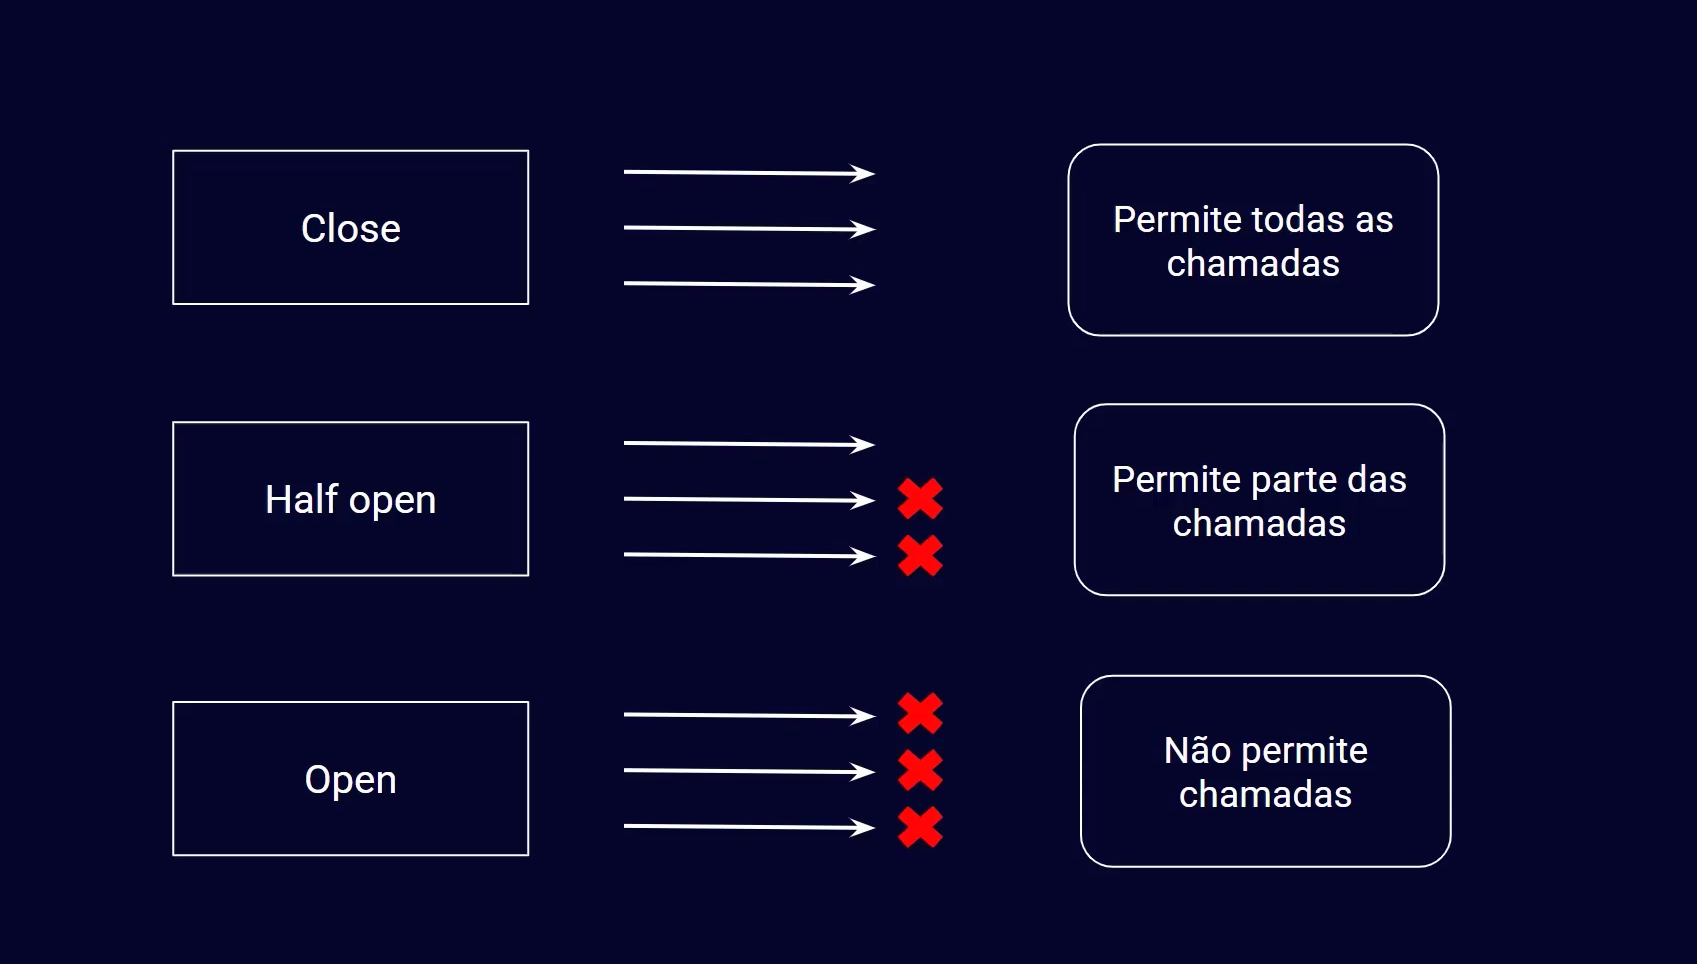 Close
Permite todas as
chamadas
Half open
Permite parte das
chamadas
Open
Não permite
chamadas